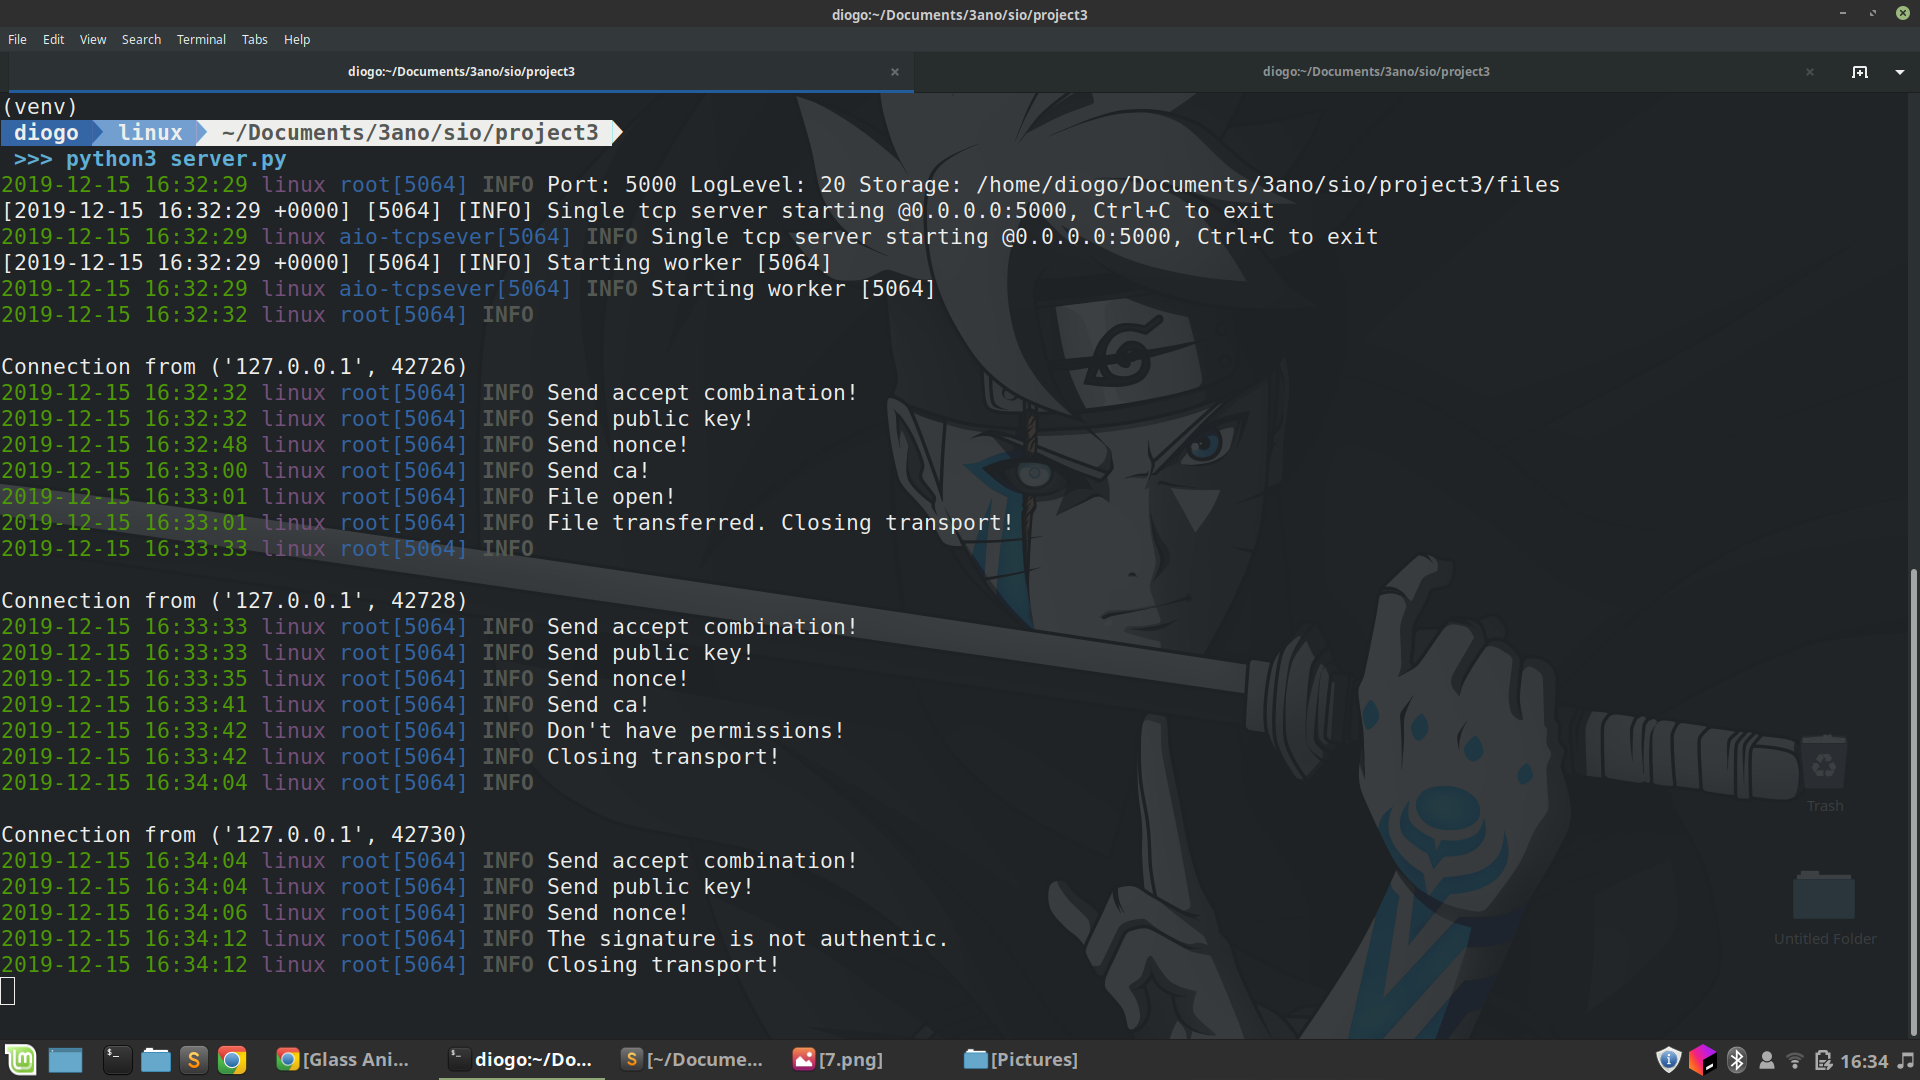 diogo:~/Documents/3ano/sio/project3
File Edit View Search Terminal Tabs Help
diogo:~/Documents/3ano/sio/project3 diogo:~/Documents/3ano/sio/project3
(venv)
diogo linux ~/Documents/3ano/sio/project3
>>> python3 server.py
2019-12-15 16:32:29 linux root[5064] INFO Port: 5000 LogLevel: 20 Storage: /home/diogo/Documents/3ano/sio/project3/files
[2019-12-15 16:32:29 +0000] [5064] [INFO] Single tcp server starting @0.0.0.0:5000, Ctrl+C to exit
2019-12-15 16:32:29 linux aio-tcpsever[5064] INFO Single tcp server starting @0.0.0.0:5000, Ctrl+C to exit
[2019-12-15 16:32:29 +0000] [5064] [INFO] Starting worker [5064]
2019-12-15 16:32:29 linux aio-tcpsever[5064] INFO Starting worker [5064]
2019-12-15 16:32:32 linux root[5064] INFO
Connection from ('127.0.0.1', 42726)
2019-12-15 16:32:32 linux root[5064] INFO Send accept combination!
2019-12-15 16:32:32 linux root[5064] INFO Send public key!
2019-12-15 16:32:48 linux root[5064] INFO Send nonce!
2019-12-15 16:33:00 linux root[5064] INFO Send ca!
2019-12-15 16:33:01 linux root[5064] INFO File open!
2019-12-15 16:33:01 linux root[5064] INFO File transferred. Closing transport!
2019-12-15 16:33:33 linux root[5064] INFO
Connection from ('127.0.0.1', 42728)
2019-12-15 16:33:33 linux root[5064] INFO Send accept combination!
2019-12-15 16:33:33 linux root[5064] INFO Send public key!
2019-12-15 16:33:35 linux root[5064] INFO Send nonce!
2019-12-15 16:33:41 linux root[5064] INFO Send ca!
2019-12-15 16:33:42 linux root[5064] INFO Don't have permissions!
2019-12-15 16:33:42 linux root[5064] INFO Closing transport!
2019-12-15 16:34:04 linux root[5064] INFO
Trash
Connection from ('127.0.0.1', 42730)
2019-12-15 16:34:04 linux root[5064] INFO Send accept combination!
2019-12-15 16:34:04 linux root[5064] INFO Send public key!
2019-12-15 16:34:06 linux root[5064] INFO Send nonce!
2019-12-15 16:34:12 linux root[5064] INFO The signature is not authentic.
Untitled Folder
2019-12-15 16:34:12 linux root[5064] INFO Closing transport!
[Glass Ani... diogo:~/Do... [~/Docume... [7.png] [Pictures] 16:34